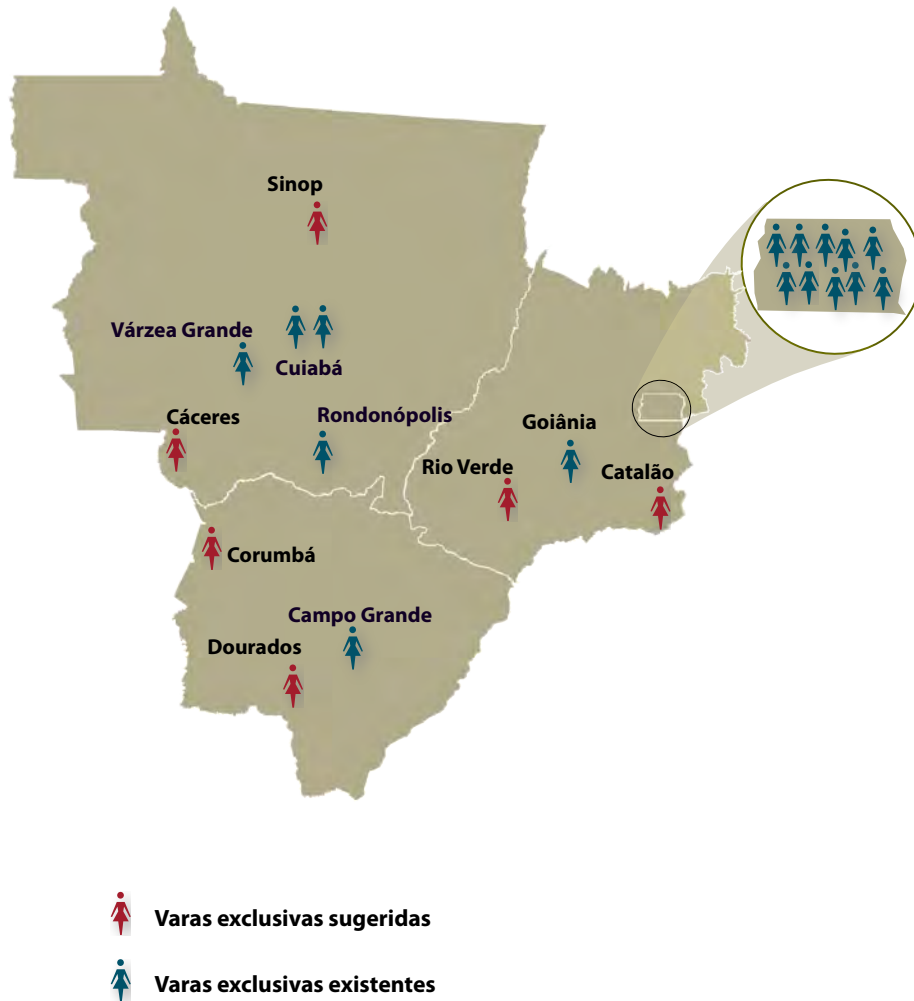 Sinop
Várzea Grande
Cuiabá
Cáceres
Rondonópolis
Goiânia
Rio Verde
Catalão
Corumbá
Campo Grande
Dourados
Varas exclusivas sugeridas
Varas exclusivas existentes